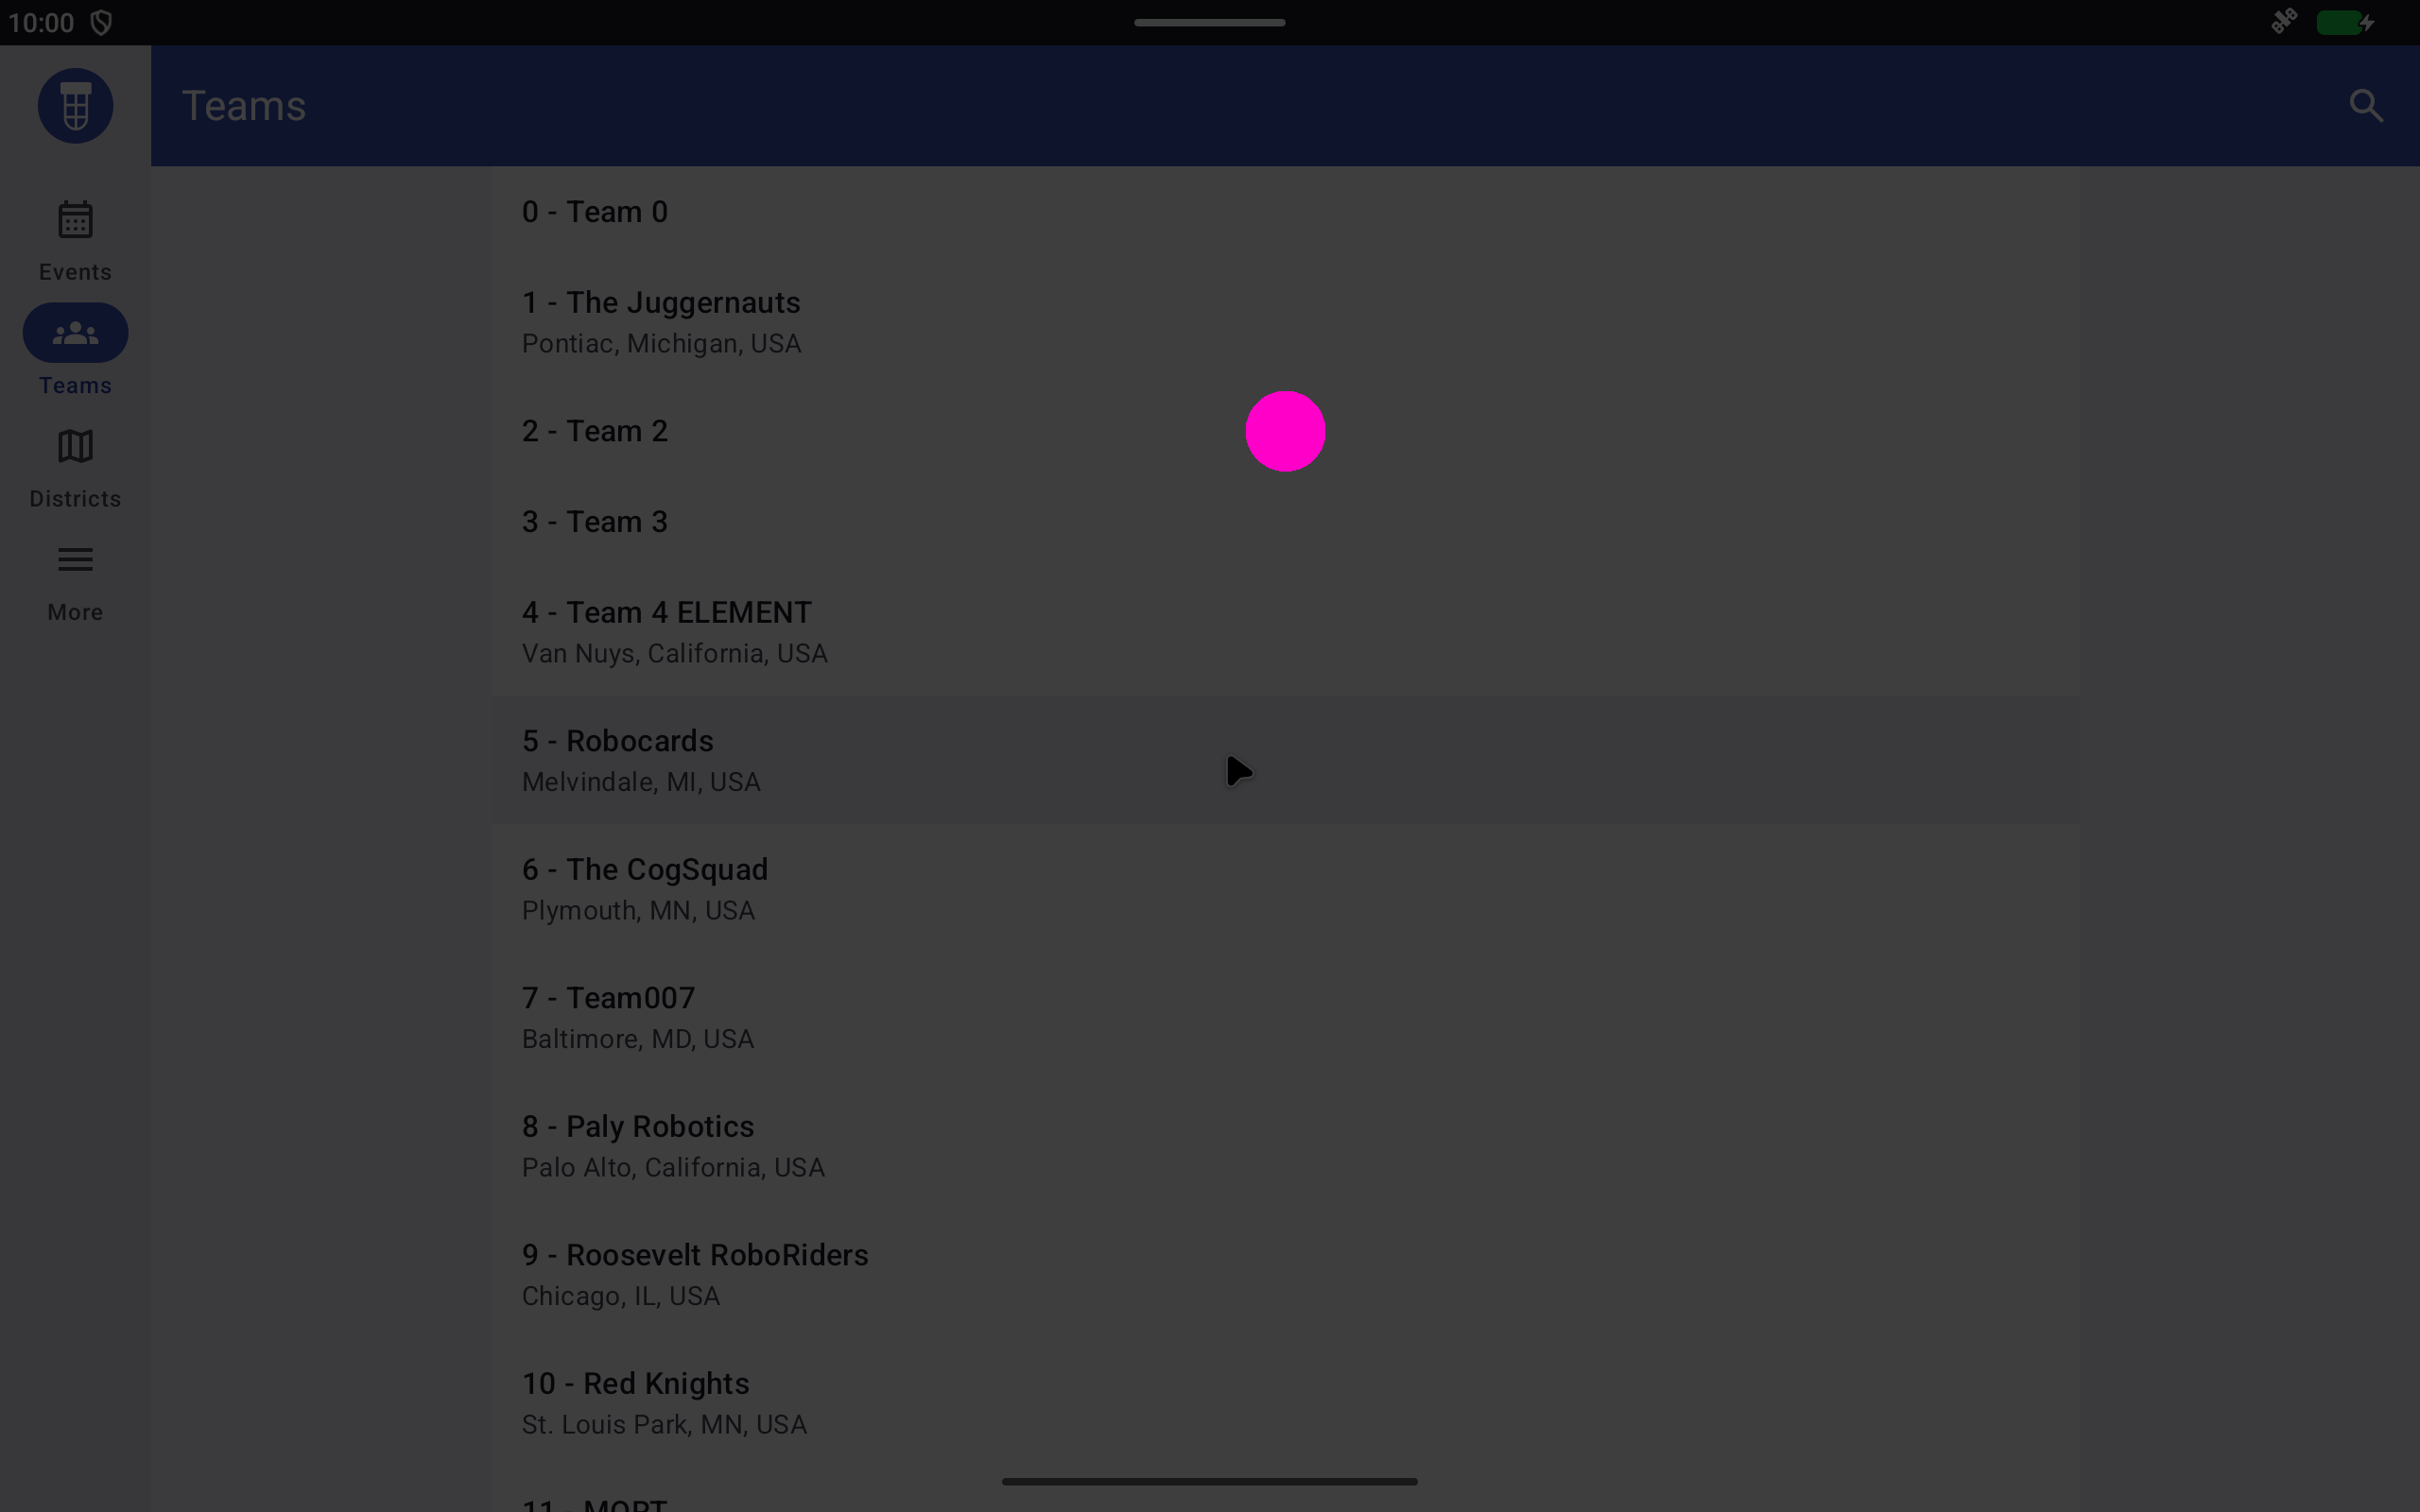 10:00
Teams
Events
Teams
Districts
More
0 - Team 0
1 - The Juggernauts
Pontiac, Michigan, USA
2 - Team 2
3 - Team 3
4 - Team 4 ELEMENT
Van Nuys, California, USA
5 - Robocards
Melvindale, MI, USA
6 - The CogSquad
Plymouth, MN, USA
7 - Team007
Baltimore, MD, USA
8 - Paly Robotics
Palo Alto, California, USA
9 - Roosevelt RoboRiders
Chicago, IL, USA
10 - Red Knights
St. Louis Park, MN, USA
11 - MORT